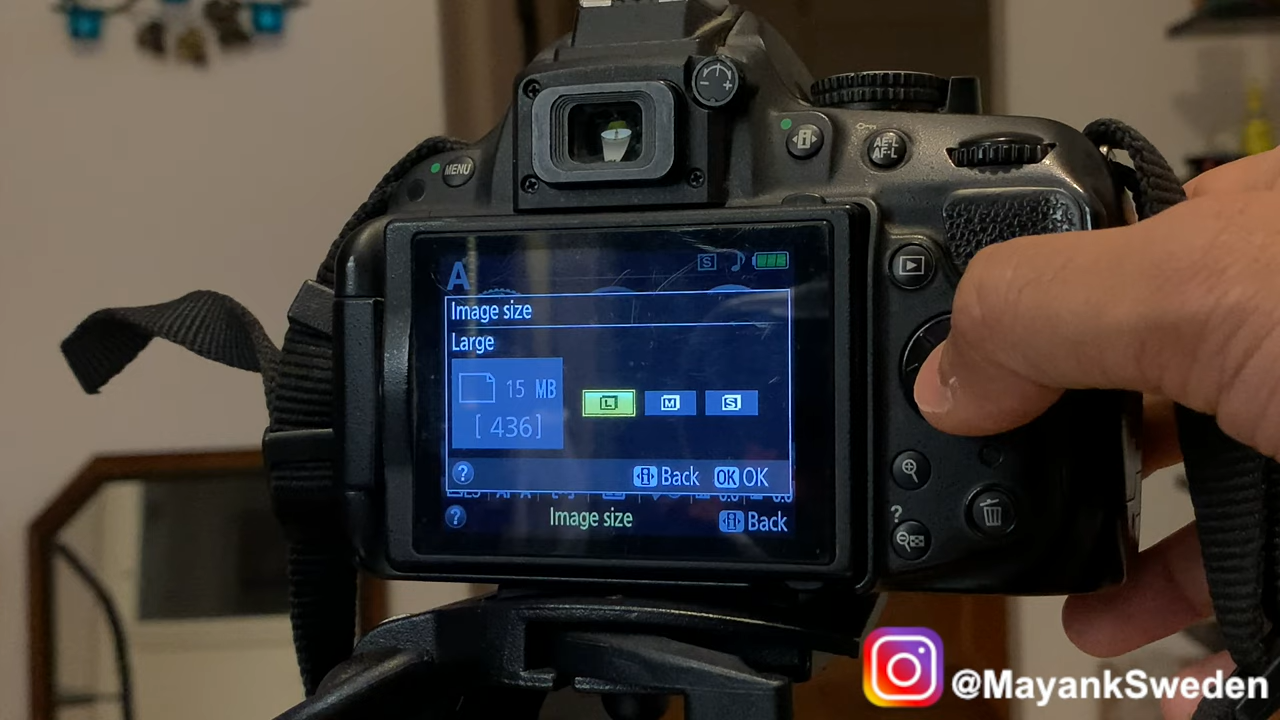 MENU
AE-L
AF-L
A
S
Image size
Large
15 MB
[ 436]
L M S
? Back OK OK
? Image size Back
?
@MayankSweden